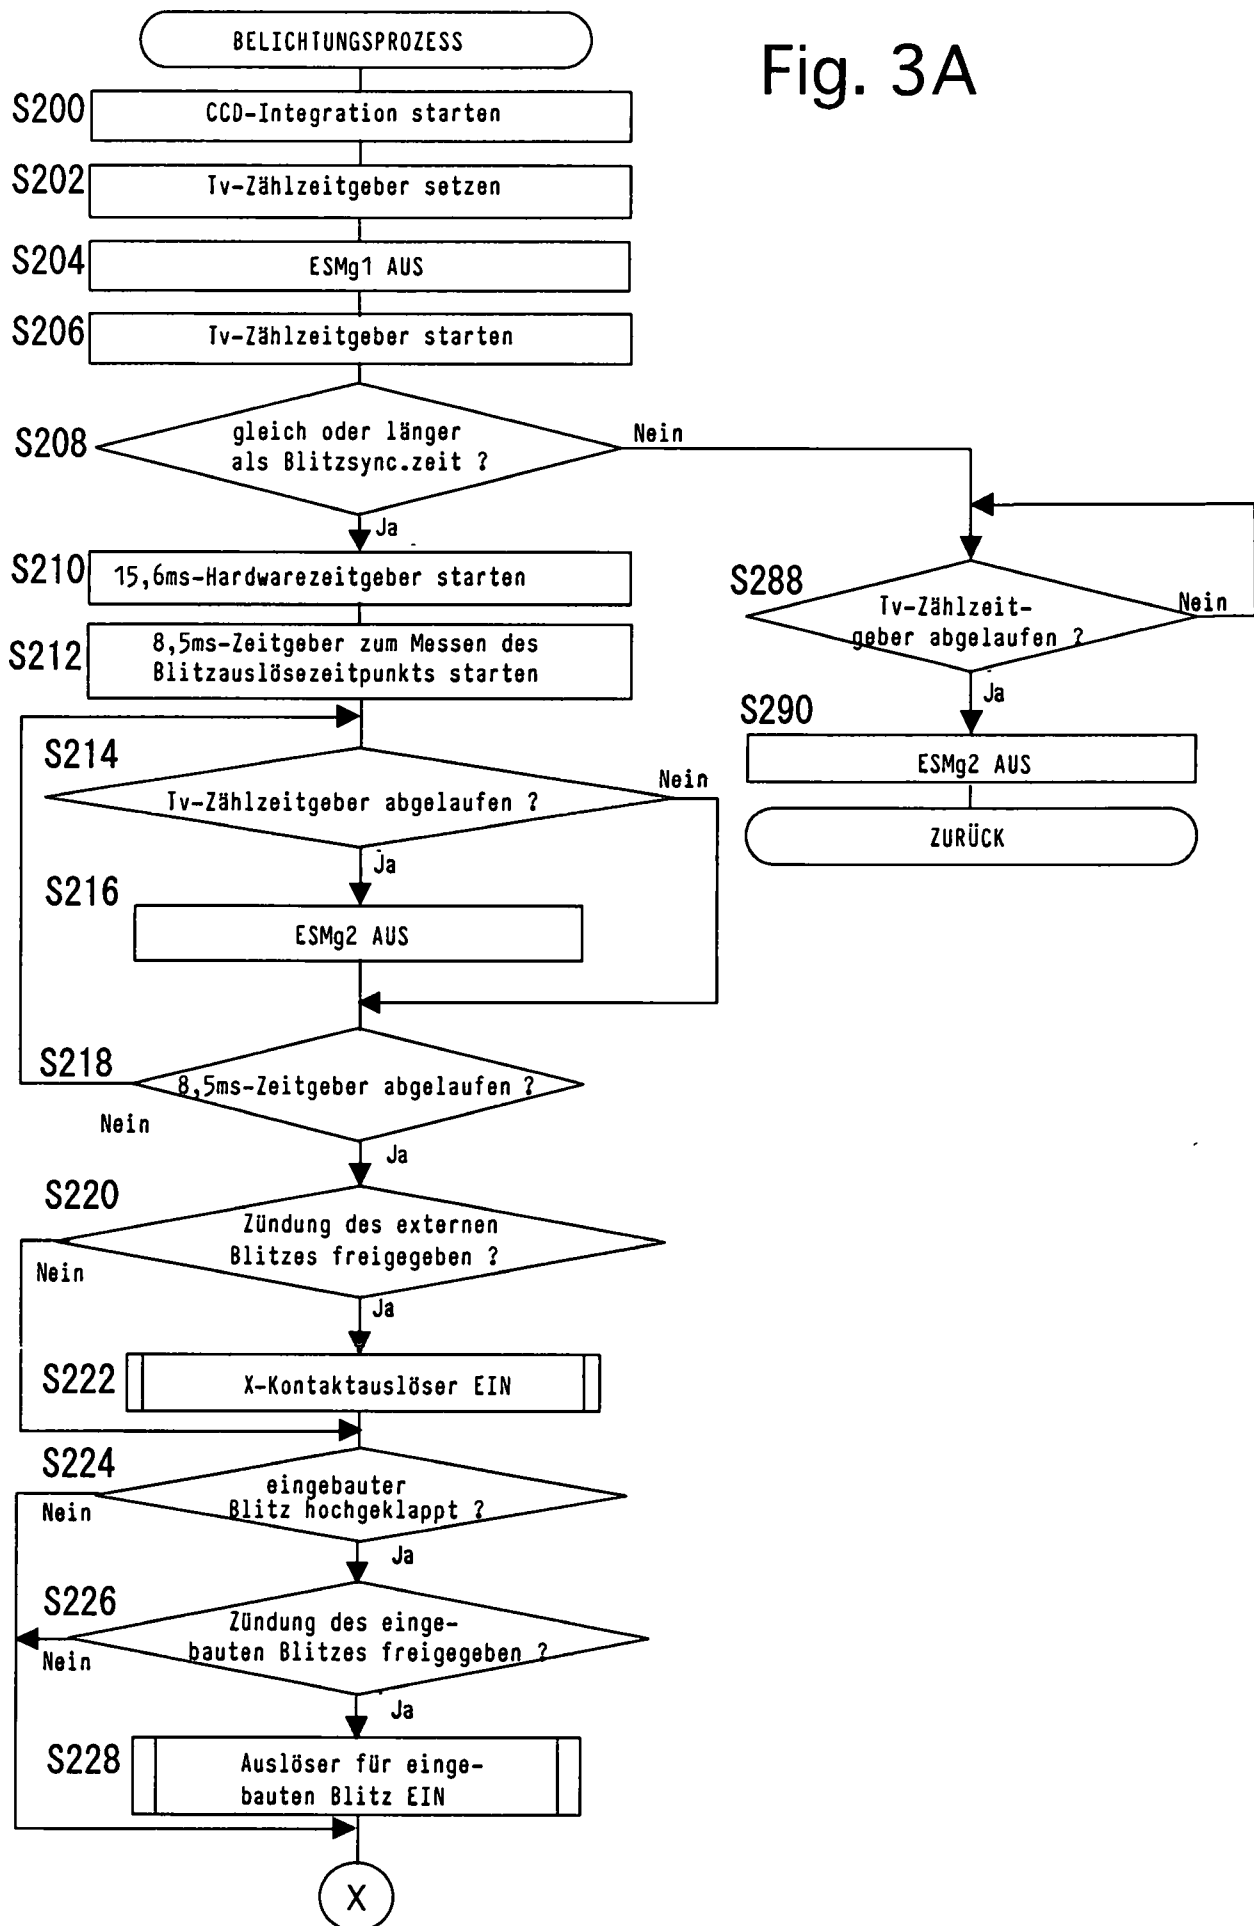 Fig. 3A
BELICHTUNGSPROZESS
S200
CCD-Integration starten
S202
Tv-Zählzeitgeber setzen
S204
ESMg1 AUS
S206
Tv-Zählzeitgeber starten
S208
gleich oder länger
als Blitzsync.zeit ?
Nein
Ja
S210
15,6ms-Hardwarezeitgeber starten
S212
8,5ms-Zeitgeber zum Messen des
Blitzauslösezeitpunkts starten
S214
Tv-Zählzeitgeber abgelaufen ?
Nein
Ja
S216
ESMg2 AUS
S218
8,5ms-Zeitgeber abgelaufen ?
Nein
Ja
S220
Zündung des externen
Blitzes freigegeben ?
Nein
Ja
S222
X-Kontaktauslöser EIN
S224
eingebauter
Blitz hochgeklappt ?
Nein
Ja
S226
Zündung des einge-
bauten Blitzes freigegeben ?
Nein
Ja
S228
Auslöser für einge-
bauten Blitz EIN
X
S288
Tv-Zählzeit-
geber abgelaufen ?
Nein
Ja
S290
ESMg2 AUS
ZURÜCK